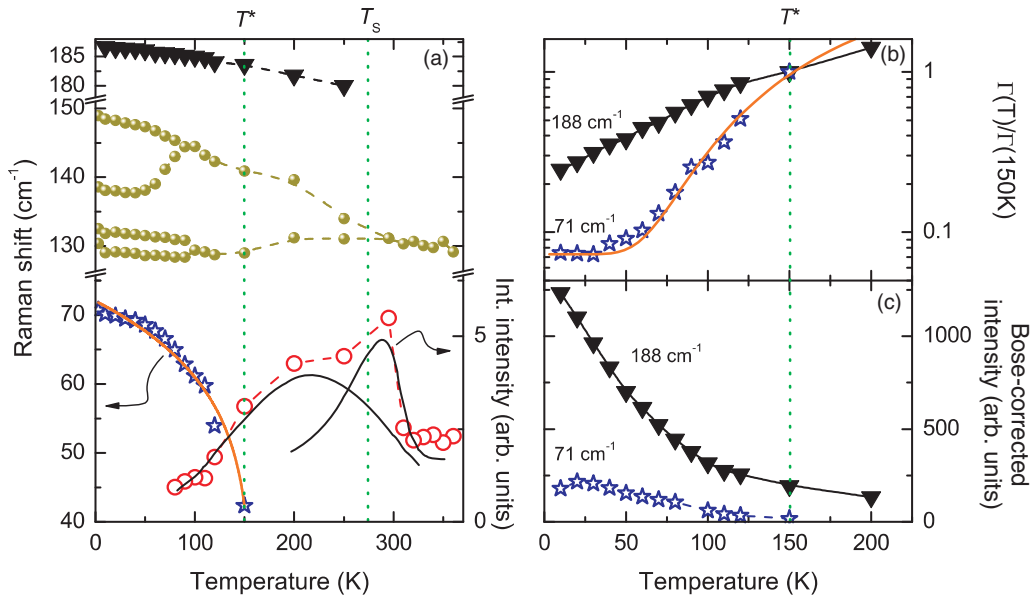 T*
T_S
T*
(a)
185
180
150
140
130
70
60
50
40
Raman shift (cm⁻¹)
5
0
Int. intensity (arb. units)
0
100
200
300
Temperature (K)
(b)
188 cm⁻¹
71 cm⁻¹
1
0.1
Γ(T)/Γ(150K)
(c)
188 cm⁻¹
71 cm⁻¹
1000
500
0
Bose-corrected
intensity (arb. units)
0
50
100
150
200
Temperature (K)